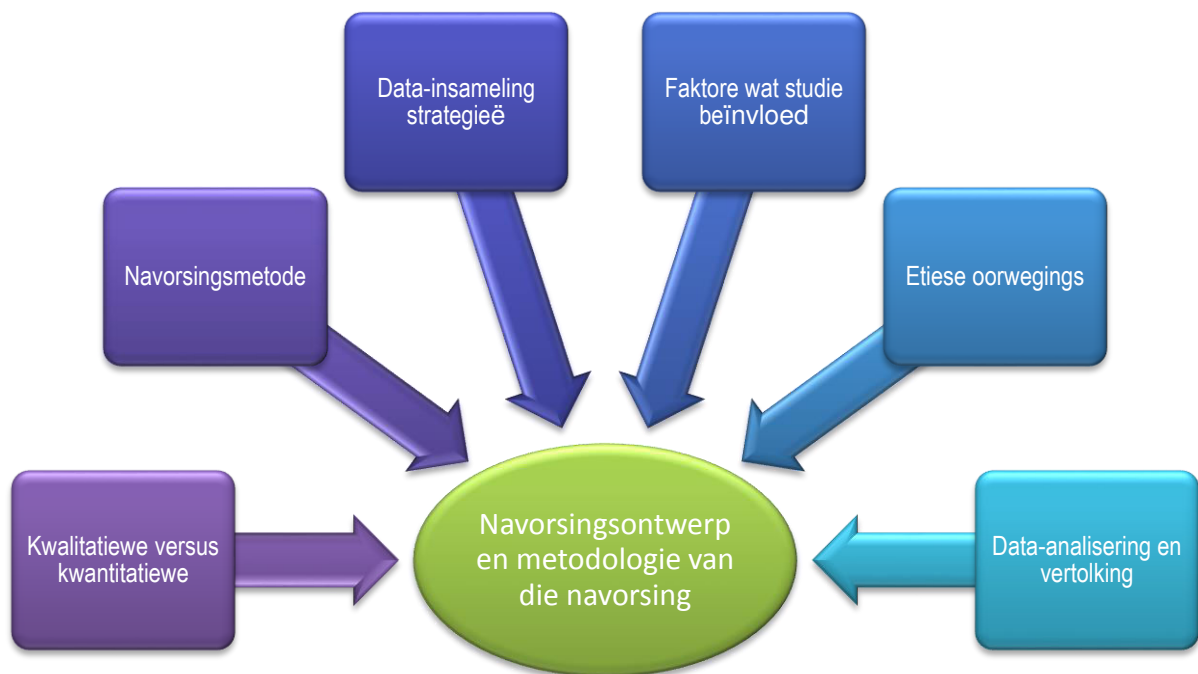 Data-insameling
strategieë
Faktore wat studie
beïnvloed
Navorsingsmetode
Etiese oorwegings
Kwalitatiewe versus
kwantitatiewe
Navorsingsontwerp
en metodologie van
die navorsing
Data-analisering en
vertolking